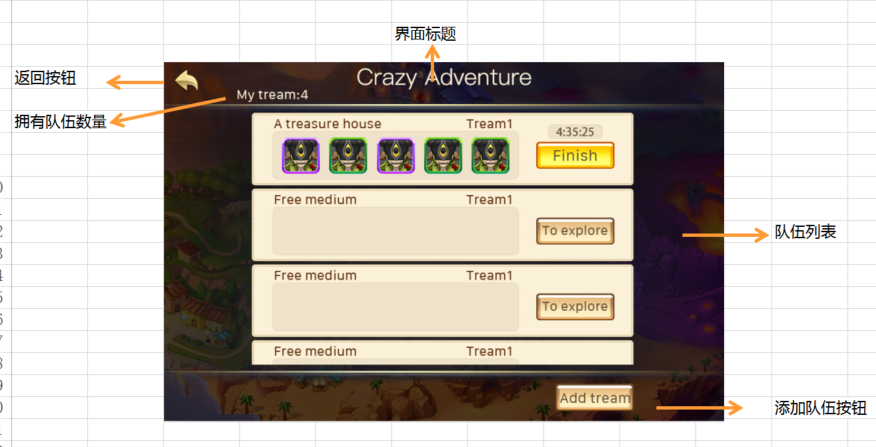 界面标题
返回按钮
Crazy Adventure
My tream:4
拥有队伍数量
A treasure house
Tream1
4:35:25
Finish
Free medium
Tream1
To explore
队伍列表
Free medium
Tream1
To explore
Free medium
Tream1
Add tream
添加队伍按钮